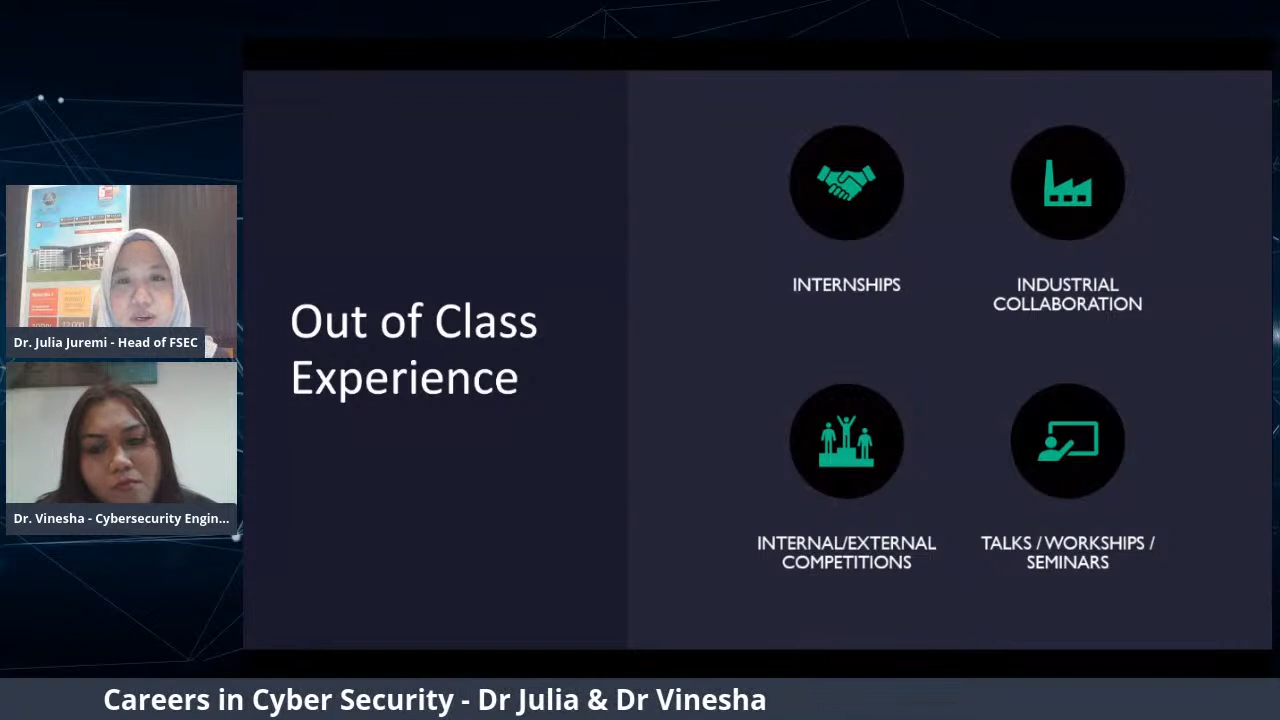 Dr. Julia Juremi - Head of FSEC
Dr. Vinesha - Cybersecurity Engin...
Out of Class
Experience
INTERNSHIPS
INDUSTRIAL
COLLABORATION
INTERNAL/EXTERNAL
COMPETITIONS
TALKS / WORKSHIPS /
SEMINARS
Careers in Cyber Security - Dr Julia & Dr Vinesha